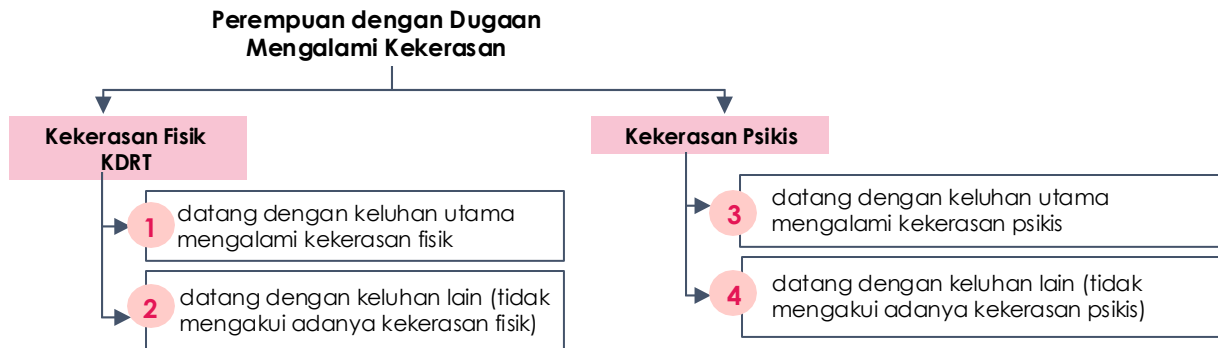 Perempuan dengan Dugaan
Mengalami Kekerasan
Kekerasan Fisik
KDRT
1
datang dengan keluhan utama
mengalami kekerasan fisik
2
datang dengan keluhan lain (tidak
mengakui adanya kekerasan fisik)
Kekerasan Psikis
3
datang dengan keluhan utama
mengalami kekerasan psikis
4
datang dengan keluhan lain (tidak
mengakui adanya kekerasan psikis)